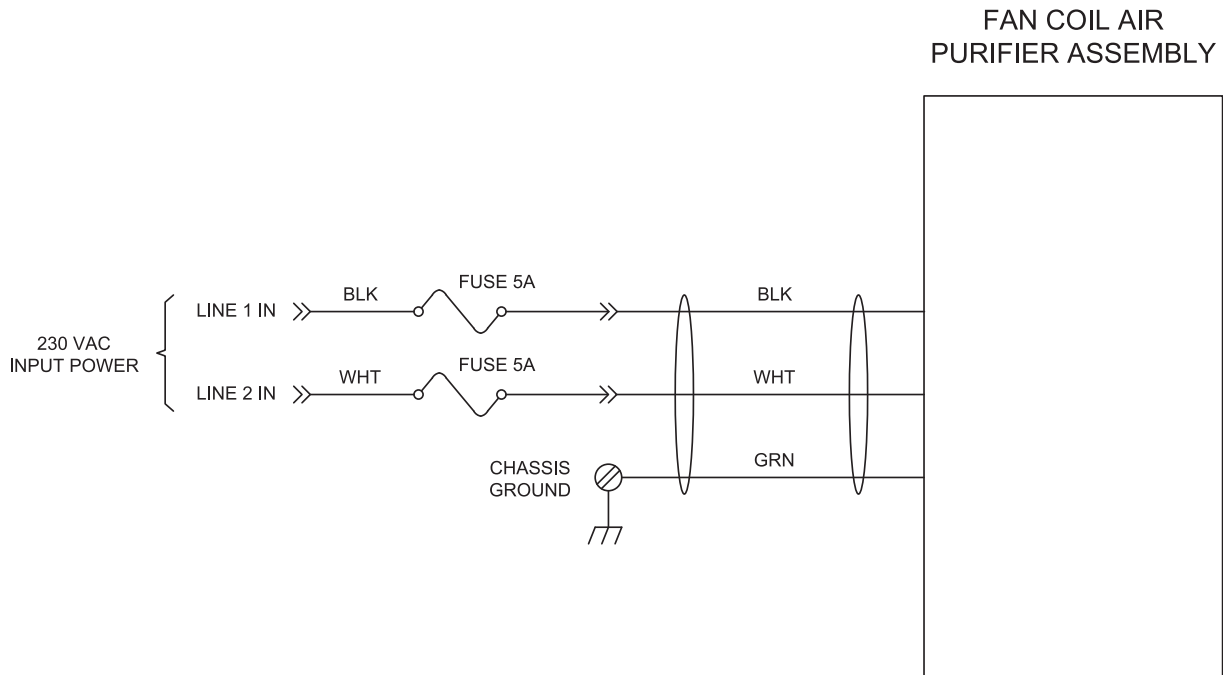 FAN COIL AIR
PURIFIER ASSEMBLY
230 VAC
INPUT POWER
LINE 1 IN
BLK
FUSE 5A
BLK
LINE 2 IN
WHT
FUSE 5A
WHT
CHASSIS
GROUND
GRN